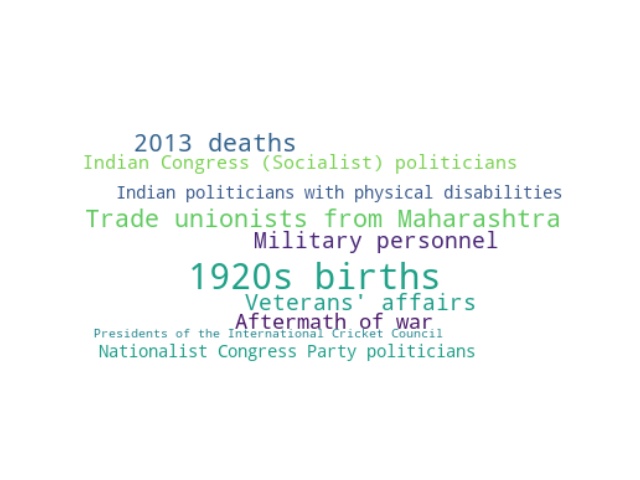 2013 deaths
Indian Congress (Socialist) politicians
Indian politicians with physical disabilities
Trade unionists from Maharashtra
Military personnel
1920s births
Veterans' affairs
Aftermath of war
Presidents of the International Cricket Council
Nationalist Congress Party politicians